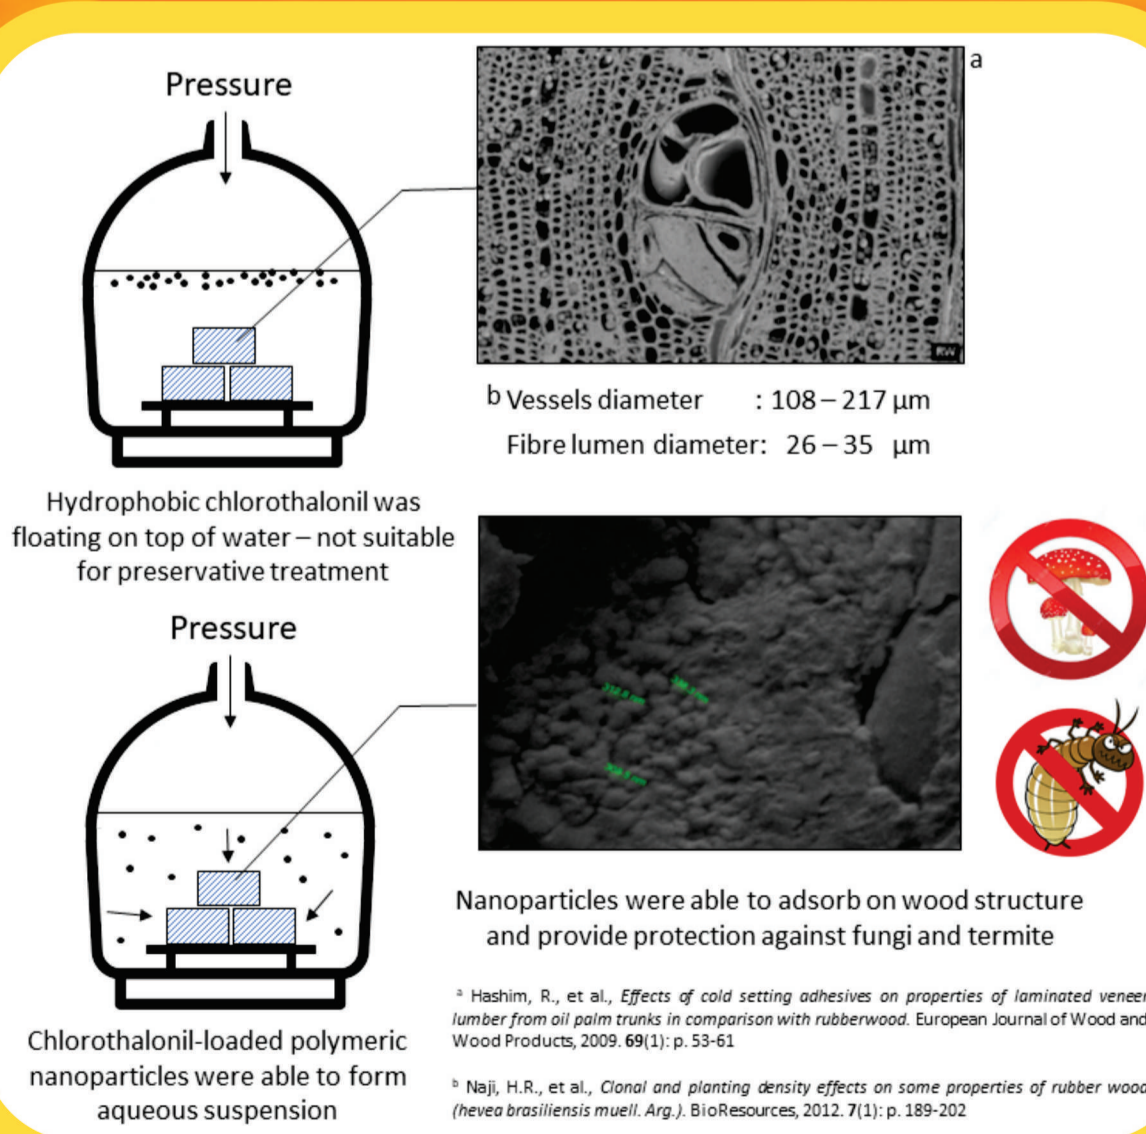 Pressure
a
RW
b Vessels diameter : 108 – 217 µm
Fibre lumen diameter: 26 – 35 µm
Hydrophobic chlorothalonil was
floating on top of water – not suitable
for preservative treatment
Pressure
Nanoparticles were able to adsorb on wood structure
and provide protection against fungi and termite
Chlorothalonil-loaded polymeric
nanoparticles were able to form
aqueous suspension
a Hashim, R., et al., Effects of cold setting adhesives on properties of laminated veneer
lumber from oil palm trunks in comparison with rubberwood. European Journal of Wood and
Wood Products, 2009. 69(1): p. 53-61
b Naji, H.R., et al., Clonal and planting density effects on some properties of rubber wood
(hevea brasiliensis muell. Arg.). BioResources, 2012. 7(1): p. 189-202